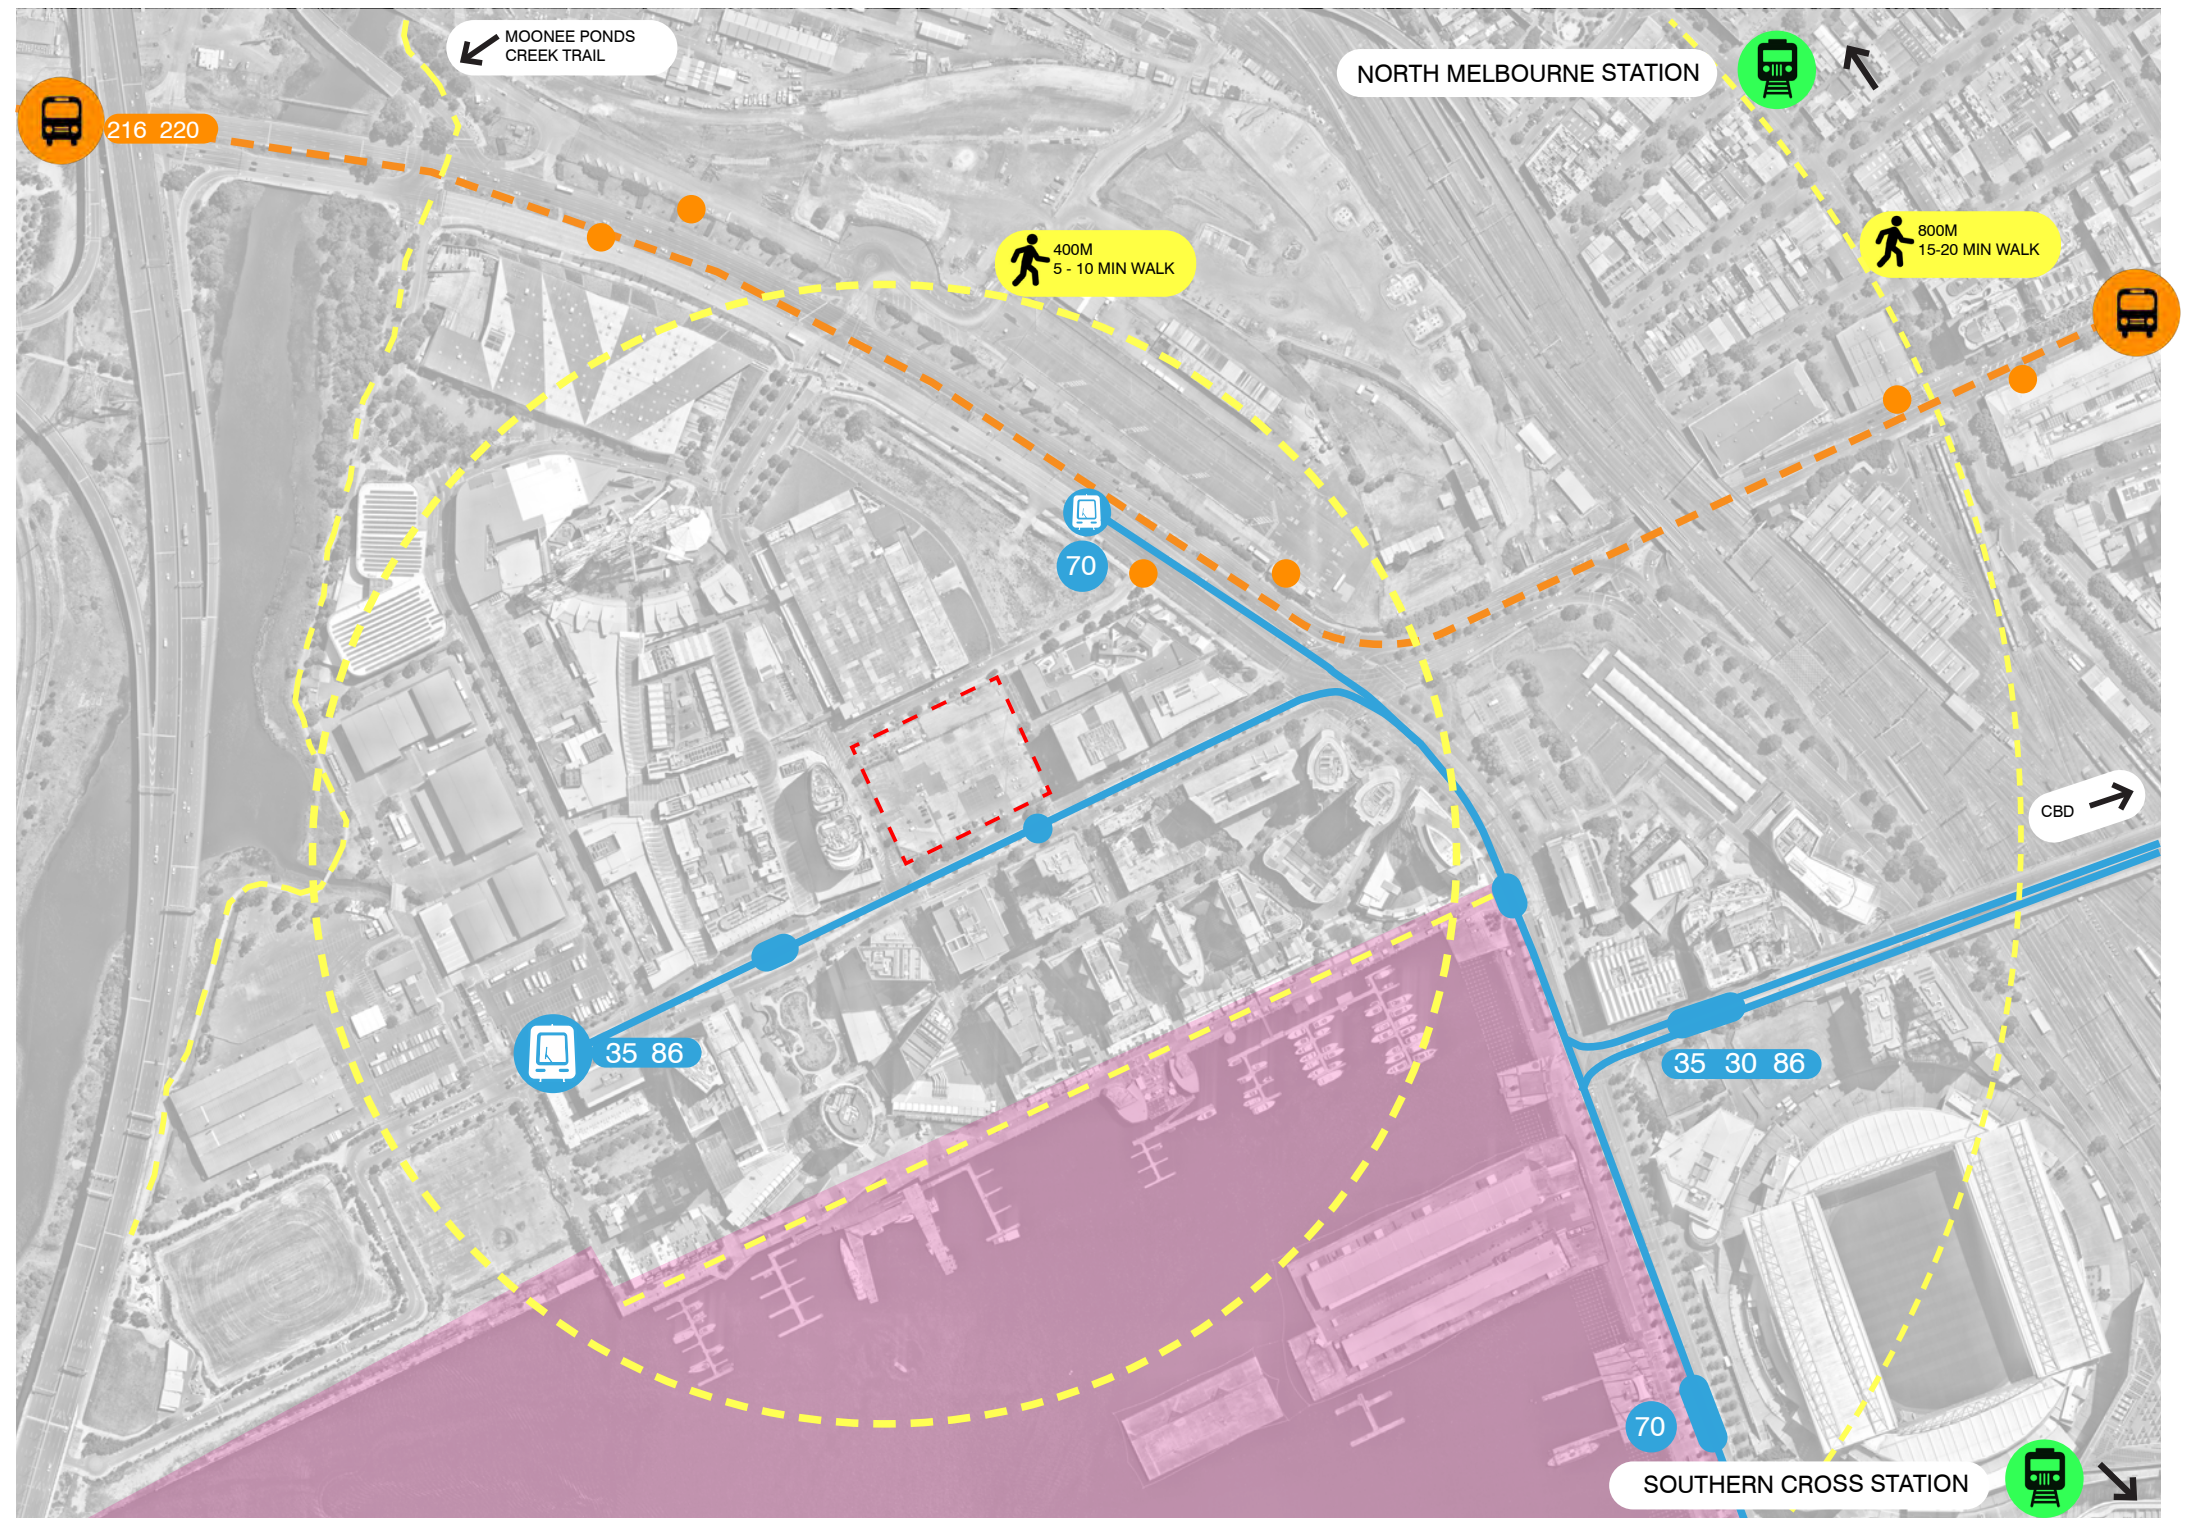 MOONEE PONDS
CREEK TRAIL
NORTH MELBOURNE STATION
216 220
400M
5 - 10 MIN WALK
800M
15-20 MIN WALK
70
CBD
35 86
35 30 86
70
SOUTHERN CROSS STATION